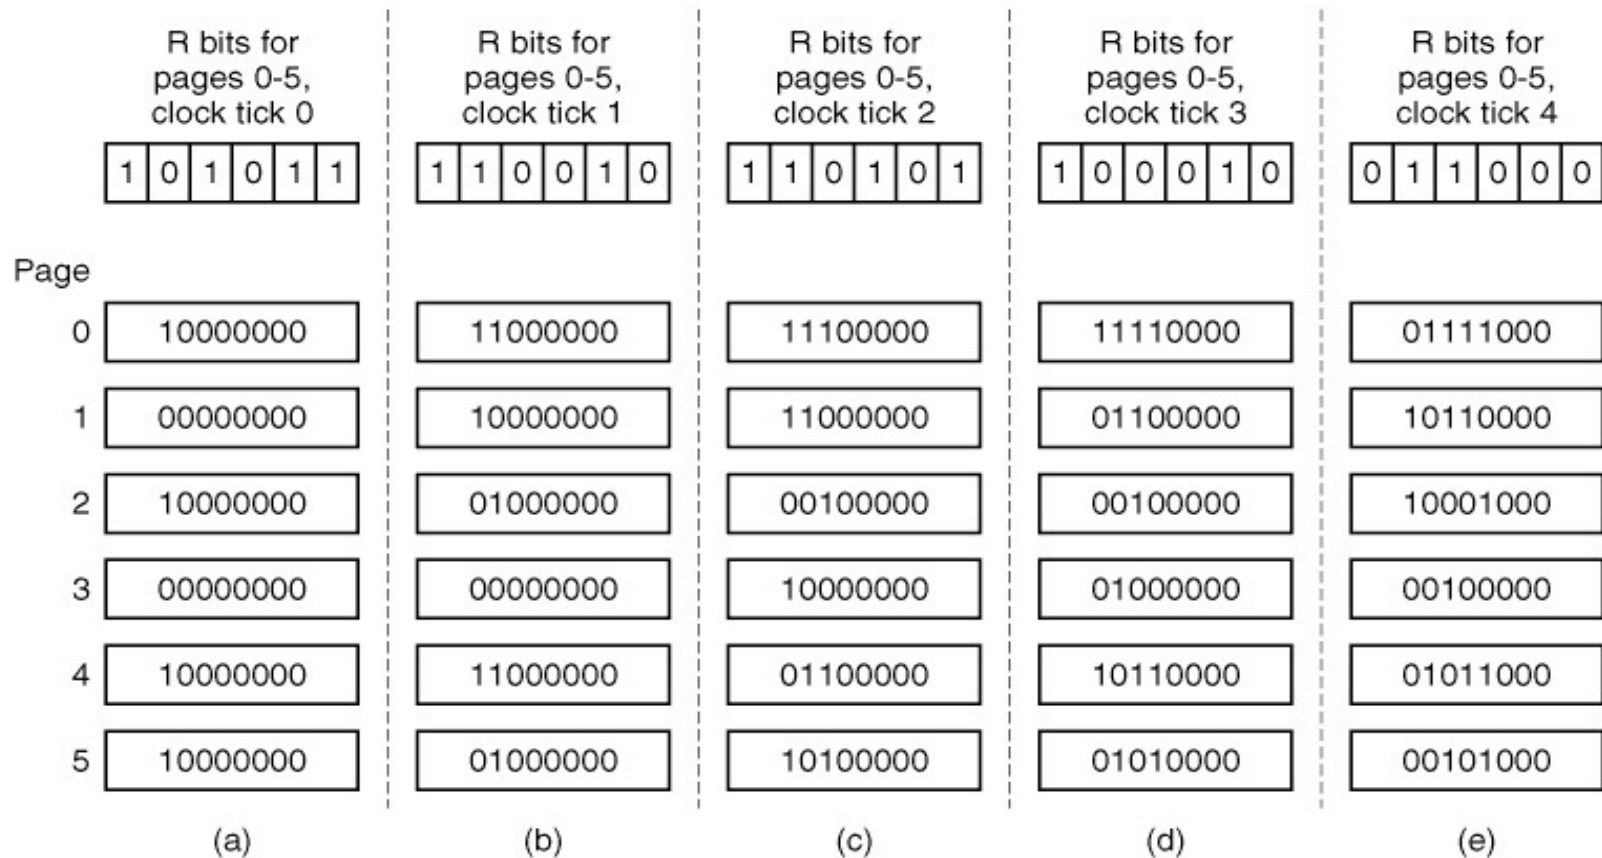 R bits for
pages 0-5,
clock tick 0
R bits for
pages 0-5,
clock tick 1
R bits for
pages 0-5,
clock tick 2
R bits for
pages 0-5,
clock tick 3
R bits for
pages 0-5,
clock tick 4
1 0 1 0 1 1
1 1 0 0 1 0
1 1 0 1 0 1
1 0 0 0 1 0
0 1 1 0 0 0
Page
0 10000000 11000000 11100000 11110000 01111000
1 00000000 10000000 11000000 01100000 10110000
2 10000000 01000000 00100000 00100000 10001000
3 00000000 00000000 10000000 01000000 00100000
4 10000000 11000000 01100000 10110000 01011000
5 10000000 01000000 10100000 01010000 00101000
(a) (b) (c) (d) (e)